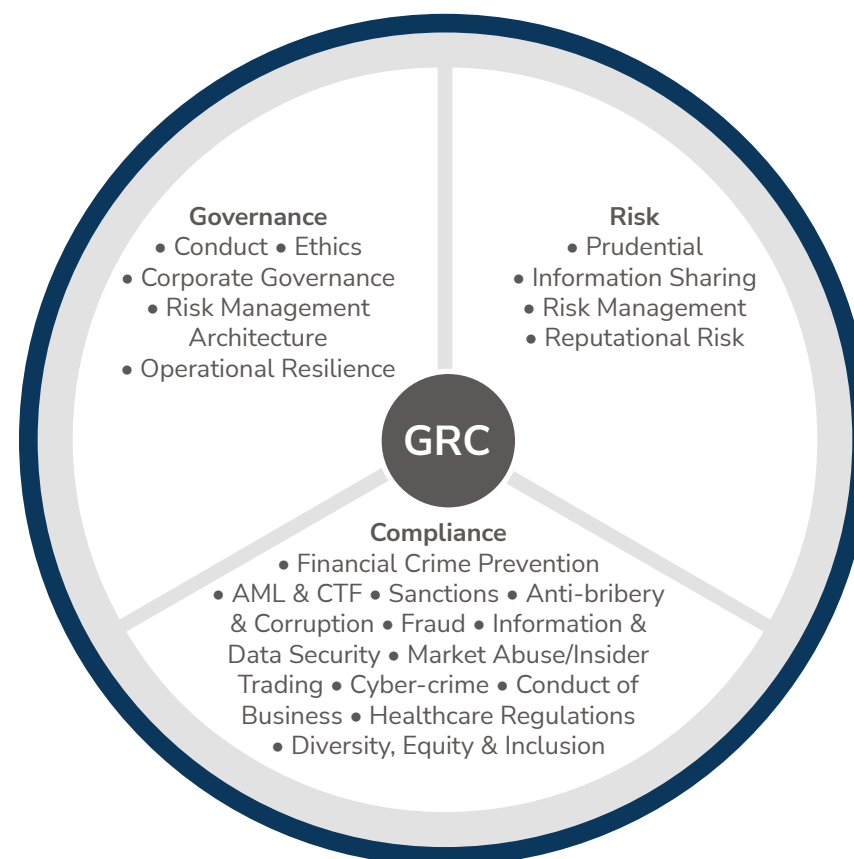 Governance
• Conduct • Ethics
• Corporate Governance
• Risk Management
Architecture
• Operational Resilience
Risk
• Prudential
• Information Sharing
• Risk Management
• Reputational Risk
GRC
Compliance
• Financial Crime Prevention
• AML & CTF • Sanctions • Anti-bribery
& Corruption • Fraud • Information &
Data Security • Market Abuse/Insider
Trading • Cyber-crime • Conduct of
Business • Healthcare Regulations
• Diversity, Equity & Inclusion